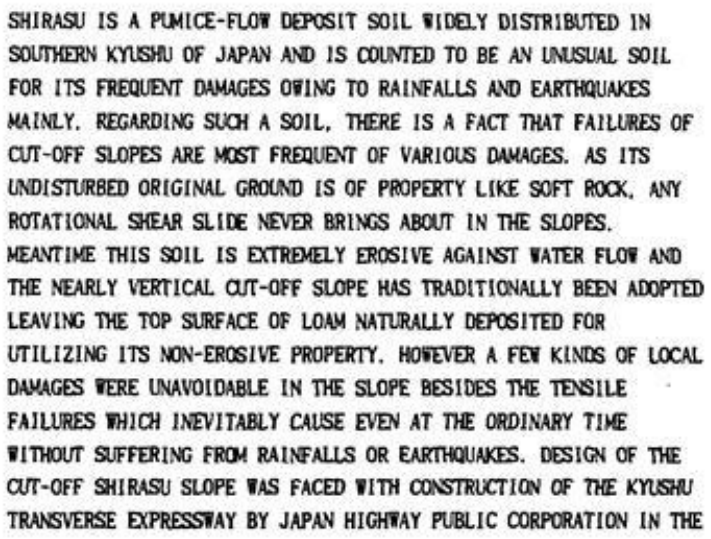 SHIRASU IS A PUMICE-FLOW DEPOSIT SOIL WIDELY DISTRIBUTED IN
SOUTHERN KYUSHU OF JAPAN AND IS COUNTED TO BE AN UNUSUAL SOIL
FOR ITS FREQUENT DAMAGES OWING TO RAINFALLS AND EARTHQUAKES
MAINLY. REGARDING SUCH A SOIL, THERE IS A FACT THAT FAILURES OF
CUT-OFF SLOPES ARE MOST FREQUENT OF VARIOUS DAMAGES. AS ITS
UNDISTURBED ORIGINAL GROUND IS OF PROPERTY LIKE SOFT ROCK, ANY
ROTATIONAL SHEAR SLIDE NEVER BRINGS ABOUT IN THE SLOPES.
MEANTIME THIS SOIL IS EXTREMELY EROSIVE AGAINST WATER FLOW AND
THE NEARLY VERTICAL CUT-OFF SLOPE HAS TRADITIONALLY BEEN ADOPTED
LEAVING THE TOP SURFACE OF LOAM NATURALLY DEPOSITED FOR
UTILIZING ITS NON-EROSIVE PROPERTY. HOWEVER A FEW KINDS OF LOCAL
DAMAGES WERE UNAVOIDABLE IN THE SLOPE BESIDES THE TENSILE
FAILURES WHICH INEVITABLY CAUSE EVEN AT THE ORDINARY TIME
WITHOUT SUFFERING FROM RAINFALLS OR EARTHQUAKES. DESIGN OF THE
CUT-OFF SHIRASU SLOPE WAS FACED WITH CONSTRUCTION OF THE KYUSHU
TRANSVERSE EXPRESSWAY BY JAPAN HIGHWAY PUBLIC CORPORATION IN THE